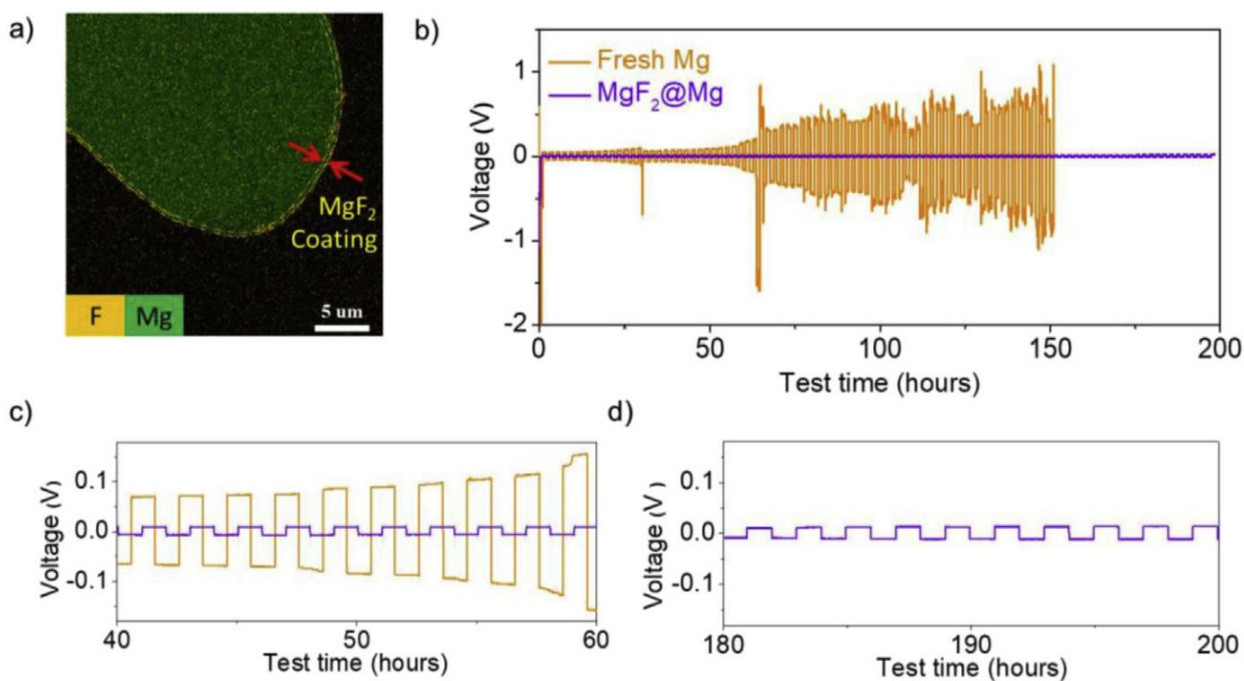 a)
MgF₂
Coating
F Mg
5 um
b)
Fresh Mg
MgF₂@Mg
Voltage (V)
1
0
-1
-2
0 50 100 150 200
Test time (hours)
c)
Voltage (V)
0.1
0.0
-0.1
40 50 60
Test time (hours)
d)
Voltage (V)
0.1
0.0
-0.1
180 190 200
Test time (hours)